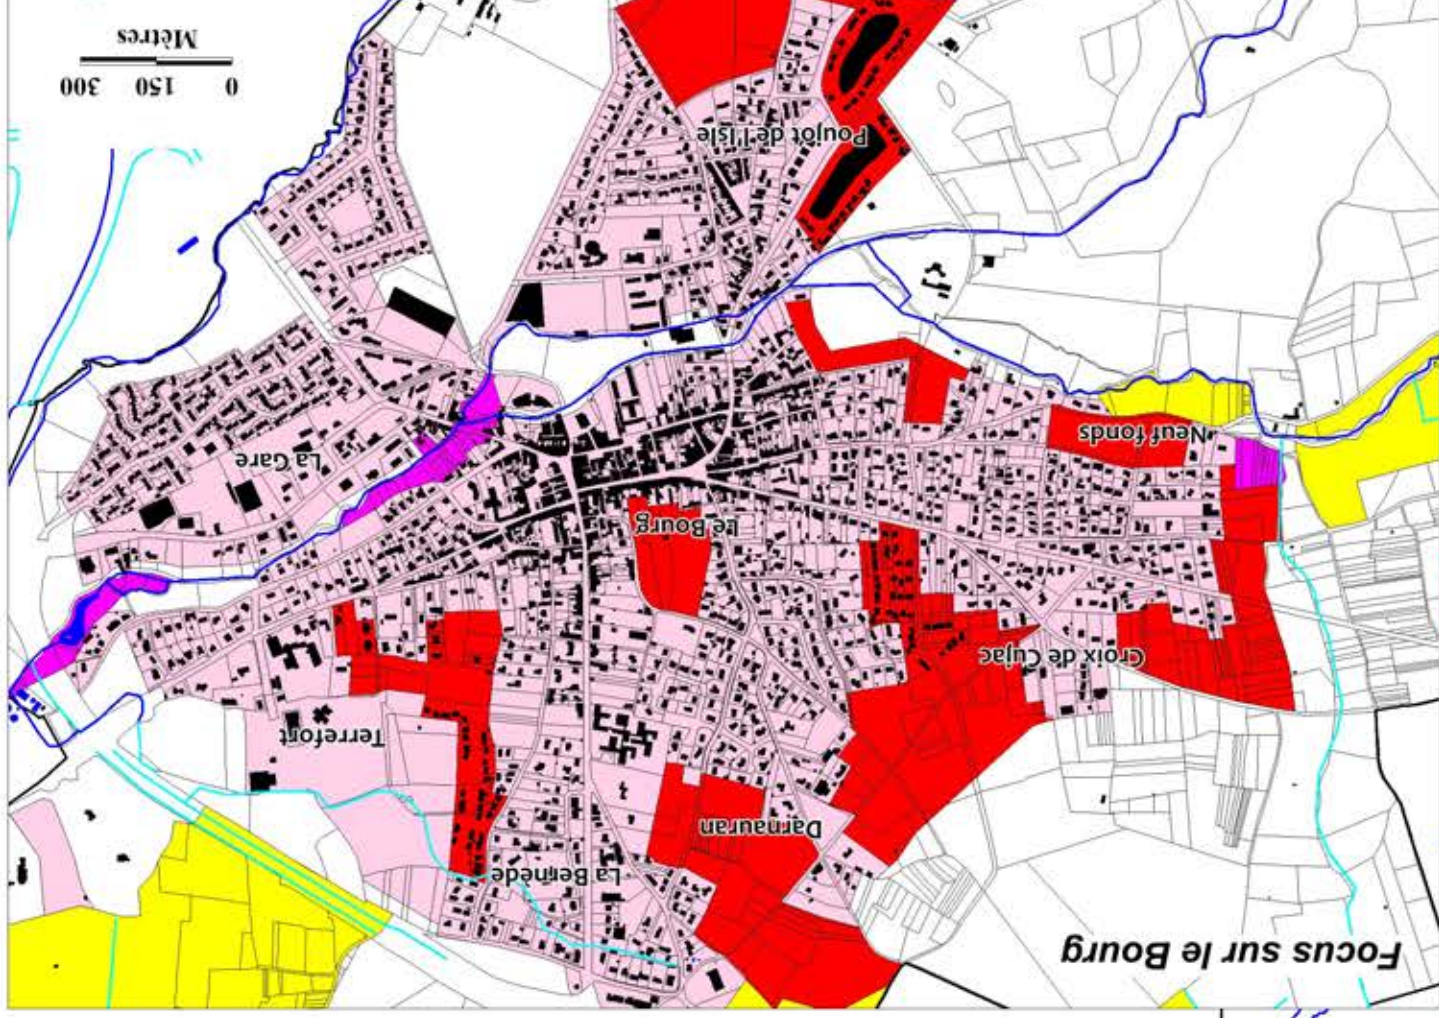 Focus sur le Bourg
La Bernède
Darnauran
Terrefort
Croix de Cujac
Le Bourg
La Gare
Neuf fonds
Poujot de l'Isle
0 150 300
Mètres